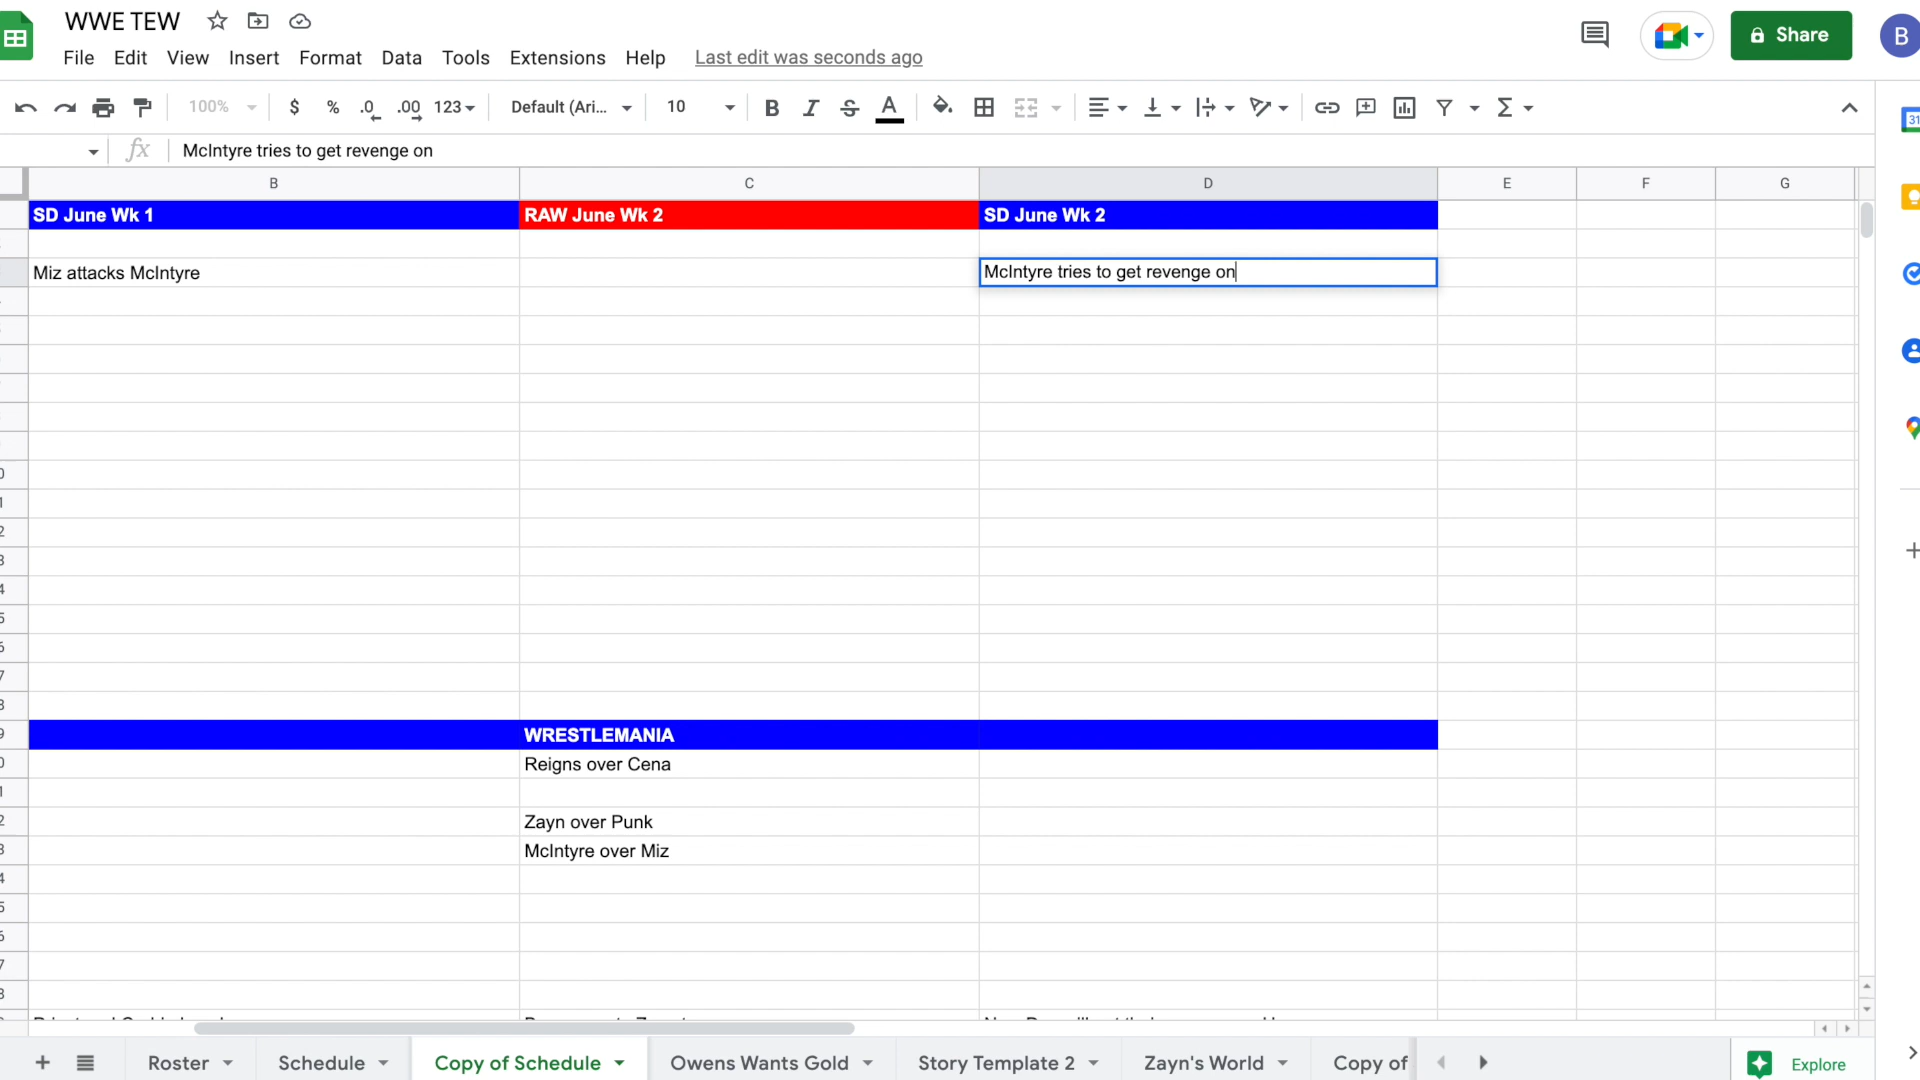 WWE TEW
File Edit View Insert Format Data Tools Extensions Help Last edit was seconds ago
Share
B
100% $ % .0 .00 123 Default (Ari... 10 B I S A Σ
31
fx McIntyre tries to get revenge on
B C D E F G
SD June Wk 1 RAW June Wk 2 SD June Wk 2
Miz attacks McIntyre McIntyre tries to get revenge on
WRESTLEMANIA
Reigns over Cena
Zayn over Punk
McIntyre over Miz
Roster Schedule Copy of Schedule Owens Wants Gold Story Template 2 Zayn's World Copy of
Explore